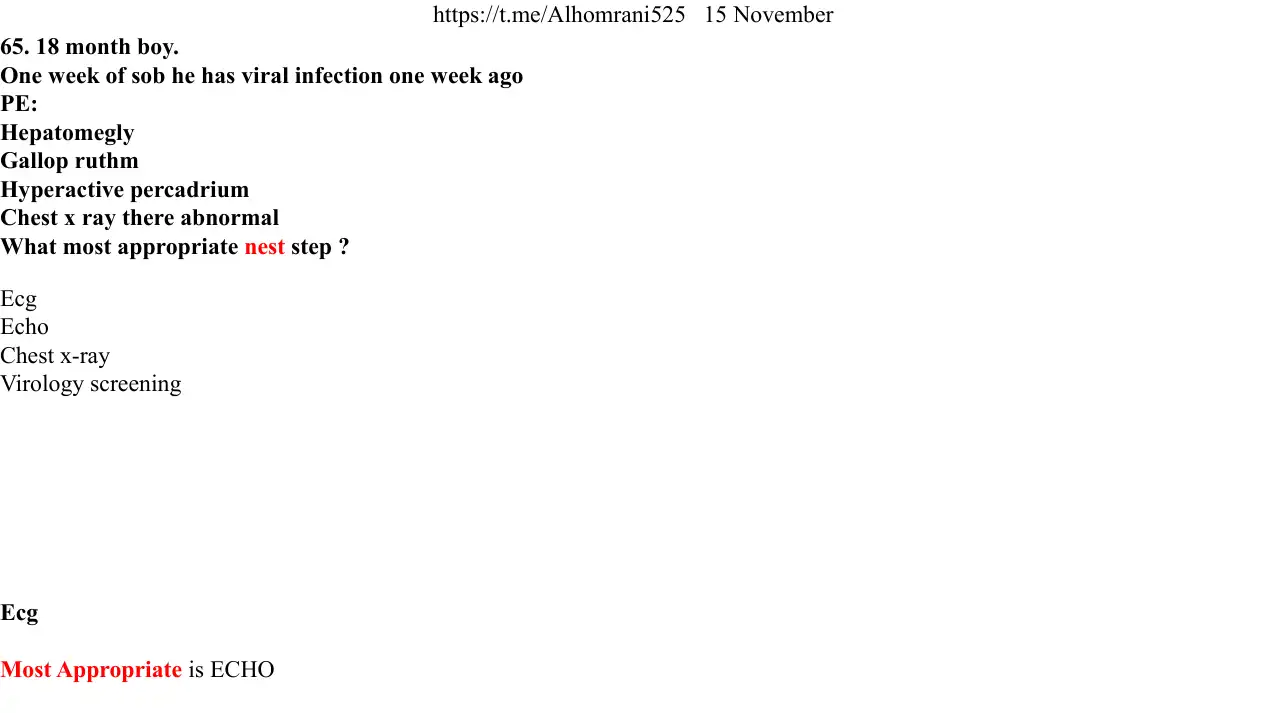 https://t.me/Alhomrani525 15 November
65. 18 month boy.
One week of sob he has viral infection one week ago
PE:
Hepatomegly
Gallop ruthm
Hyperactive percadrium
Chest x ray there abnormal
What most appropriate nest step ?
Ecg
Echo
Chest x-ray
Virology screening
Ecg
Most Appropriate is ECHO